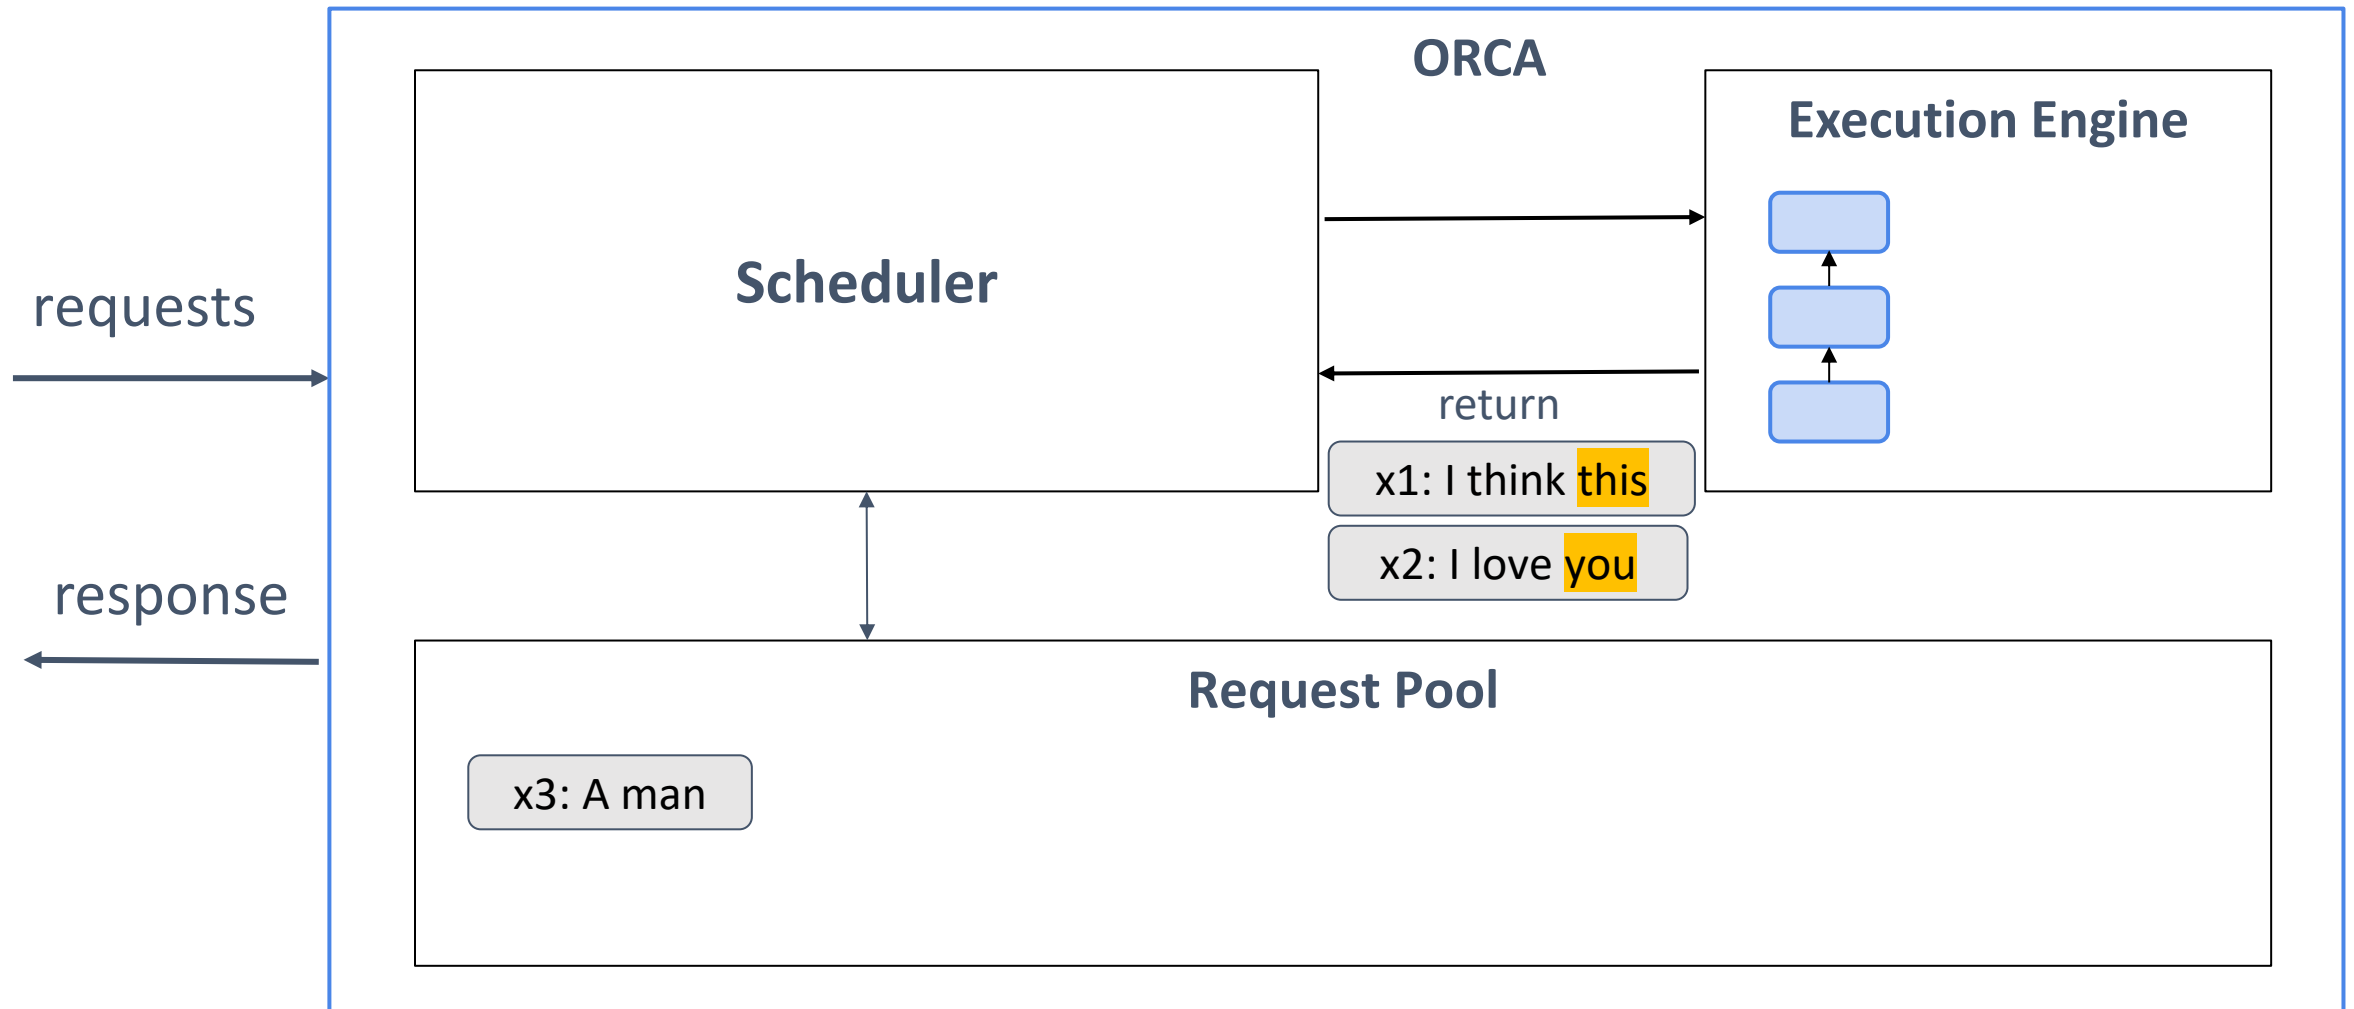 ORCA
Execution Engine
Scheduler
requests
return
x1: I think this
x2: I love you
response
Request Pool
x3: A man